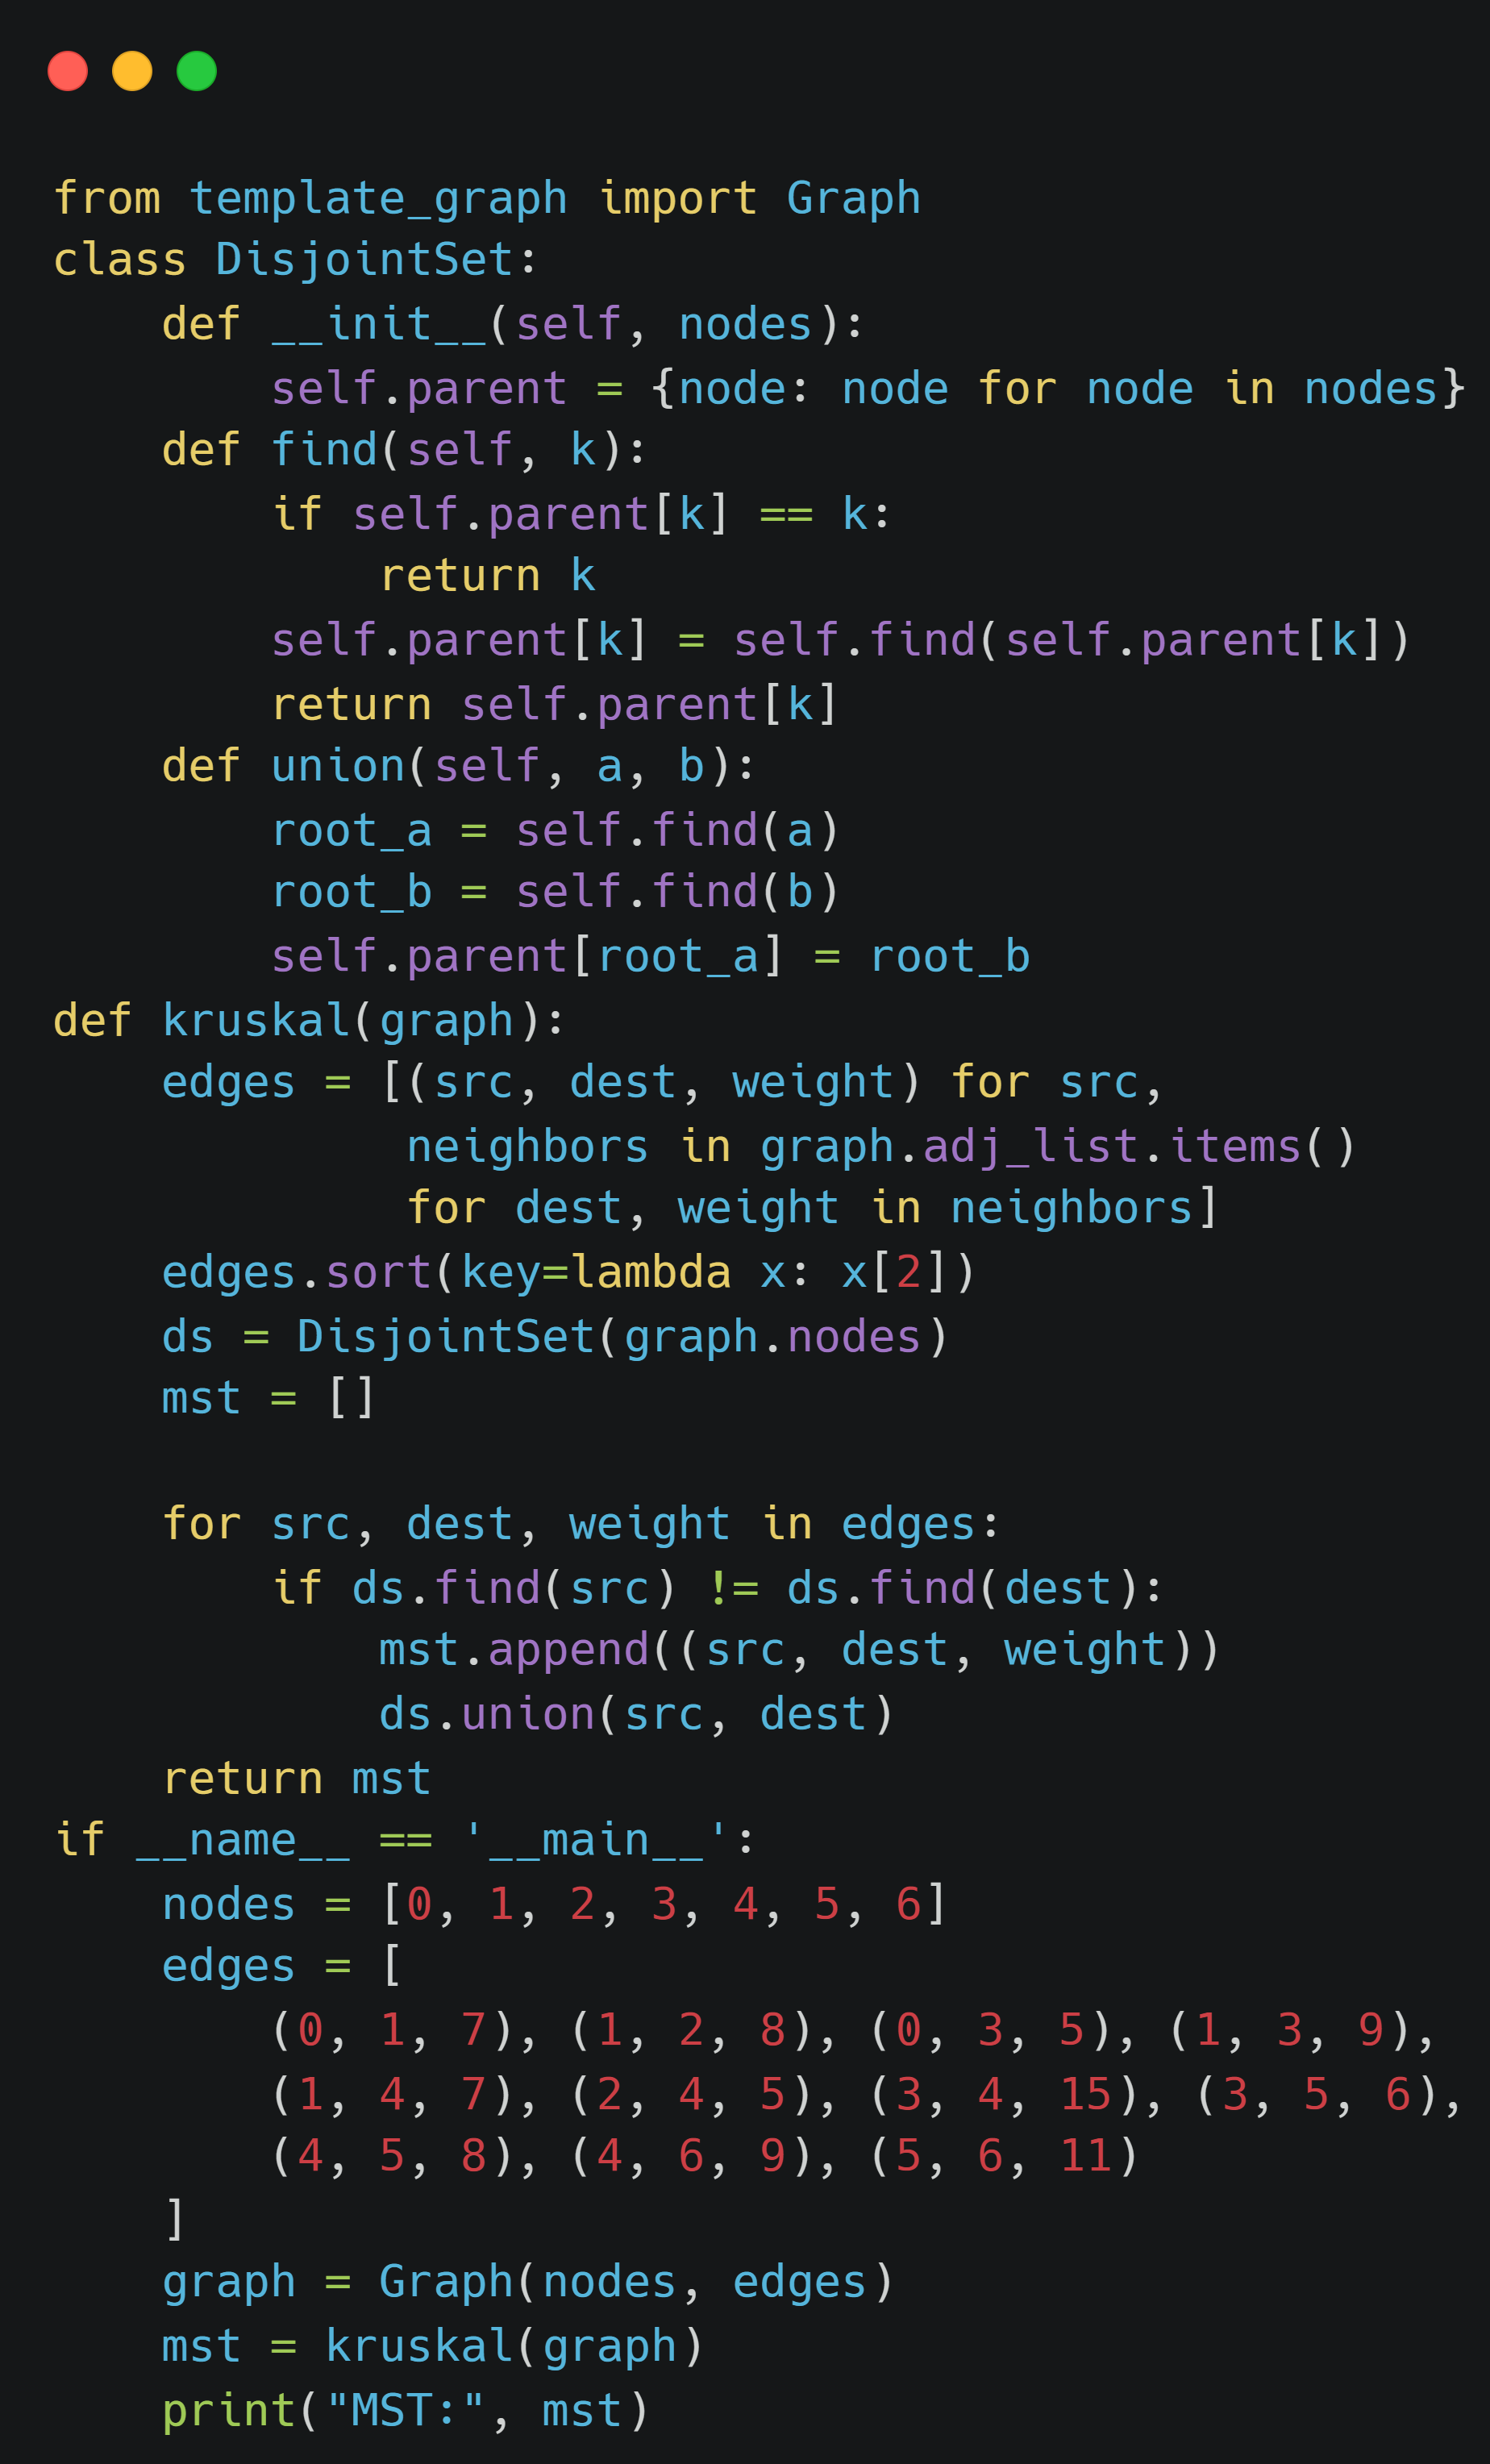 from template_graph import Graph
class DisjointSet:
    def __init__(self, nodes):
        self.parent = {node: node for node in nodes}
    def find(self, k):
        if self.parent[k] == k:
            return k
        self.parent[k] = self.find(self.parent[k])
        return self.parent[k]
    def union(self, a, b):
        root_a = self.find(a)
        root_b = self.find(b)
        self.parent[root_a] = root_b
def kruskal(graph):
    edges = [(src, dest, weight) for src,
             neighbors in graph.adj_list.items()
             for dest, weight in neighbors]
    edges.sort(key=lambda x: x[2])
    ds = DisjointSet(graph.nodes)
    mst = []

    for src, dest, weight in edges:
        if ds.find(src) != ds.find(dest):
            mst.append((src, dest, weight))
            ds.union(src, dest)
    return mst
if __name__ == '__main__':
    nodes = [0, 1, 2, 3, 4, 5, 6]
    edges = [
        (0, 1, 7), (1, 2, 8), (0, 3, 5), (1, 3, 9),
        (1, 4, 7), (2, 4, 5), (3, 4, 15), (3, 5, 6),
        (4, 5, 8), (4, 6, 9), (5, 6, 11)
    ]
    graph = Graph(nodes, edges)
    mst = kruskal(graph)
    print("MST:", mst)